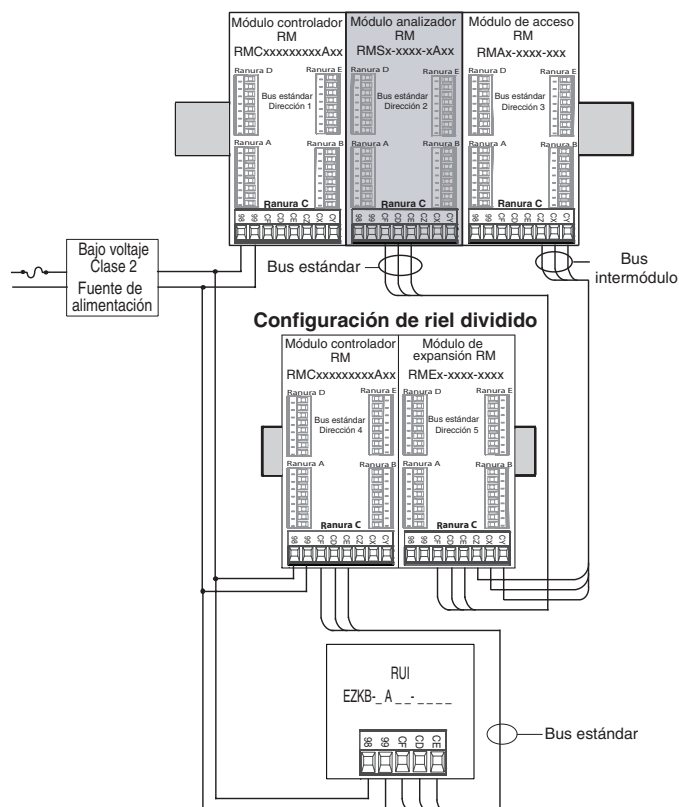 Módulo controlador
RM
RMCxxxxxxxxxAxx
Ranura D
Ranura E
Bus estándar
Dirección 1
Ranura A
Ranura B
Ranura C
98 99 CF CD CE CZ CX CY
Módulo analizador
RM
RMSx-xxxx-xAxx
Ranura D
Ranura E
Bus estándar
Dirección 2
Ranura A
Ranura B
Ranura C
98 99 CF CD CE CZ CX CY
Módulo de acceso
RM
RMAx-xxxx-xxx
Ranura D
Ranura E
Bus estándar
Dirección 3
Ranura A
Ranura B
Ranura C
98 99 CF CD CE CZ CX CY
Bajo voltaje
Clase 2
Fuente de
alimentación
Bus estándar
Bus
intermódulo
Configuración de riel dividido
Módulo controlador
RM
RMCxxxxxxxxxAxx
Ranura D
Ranura E
Bus estándar
Dirección 4
Ranura A
Ranura B
Ranura C
98 99 CF CD CE CZ CX CY
Módulo de
expansión RM
RMEx-xxxx-xxxx
Ranura D
Ranura E
Bus estándar
Dirección 5
Ranura A
Ranura B
Ranura C
98 99 CF CD CE CZ CX CY
RUI
EZKB-_A__-____
98 99 CF CD CE
Bus estándar